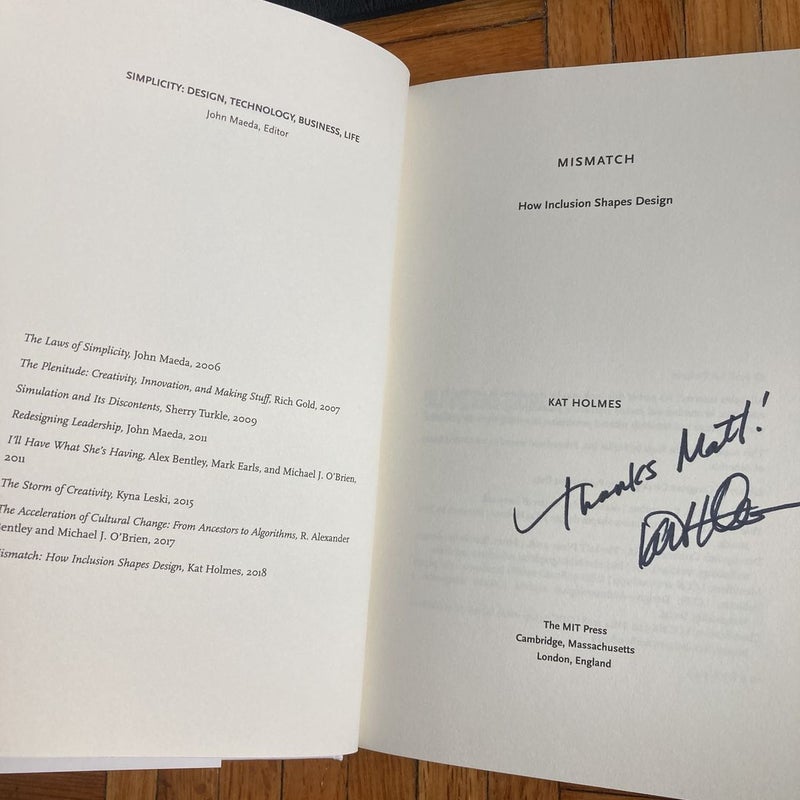 SIMPLICITY: DESIGN, TECHNOLOGY, BUSINESS, LIFE
John Maeda, Editor
The Laws of Simplicity, John Maeda, 2006
The Plenitude: Creativity, Innovation, and Making Stuff, Rich Gold, 2007
Simulation and Its Discontents, Sherry Turkle, 2009
Redesigning Leadership, John Maeda, 2011
I'll Have What She's Having, Alex Bentley, Mark Earls, and Michael J. O'Brien,
2011
The Storm of Creativity, Kyna Leski, 2015
The Acceleration of Cultural Change: From Ancestors to Algorithms, R. Alexander
Bentley and Michael J. O'Brien, 2017
Mismatch: How Inclusion Shapes Design, Kat Holmes, 2018
MISMATCH
How Inclusion Shapes Design
KAT HOLMES
Thanks Matt!
The MIT Press
Cambridge, Massachusetts
London, England